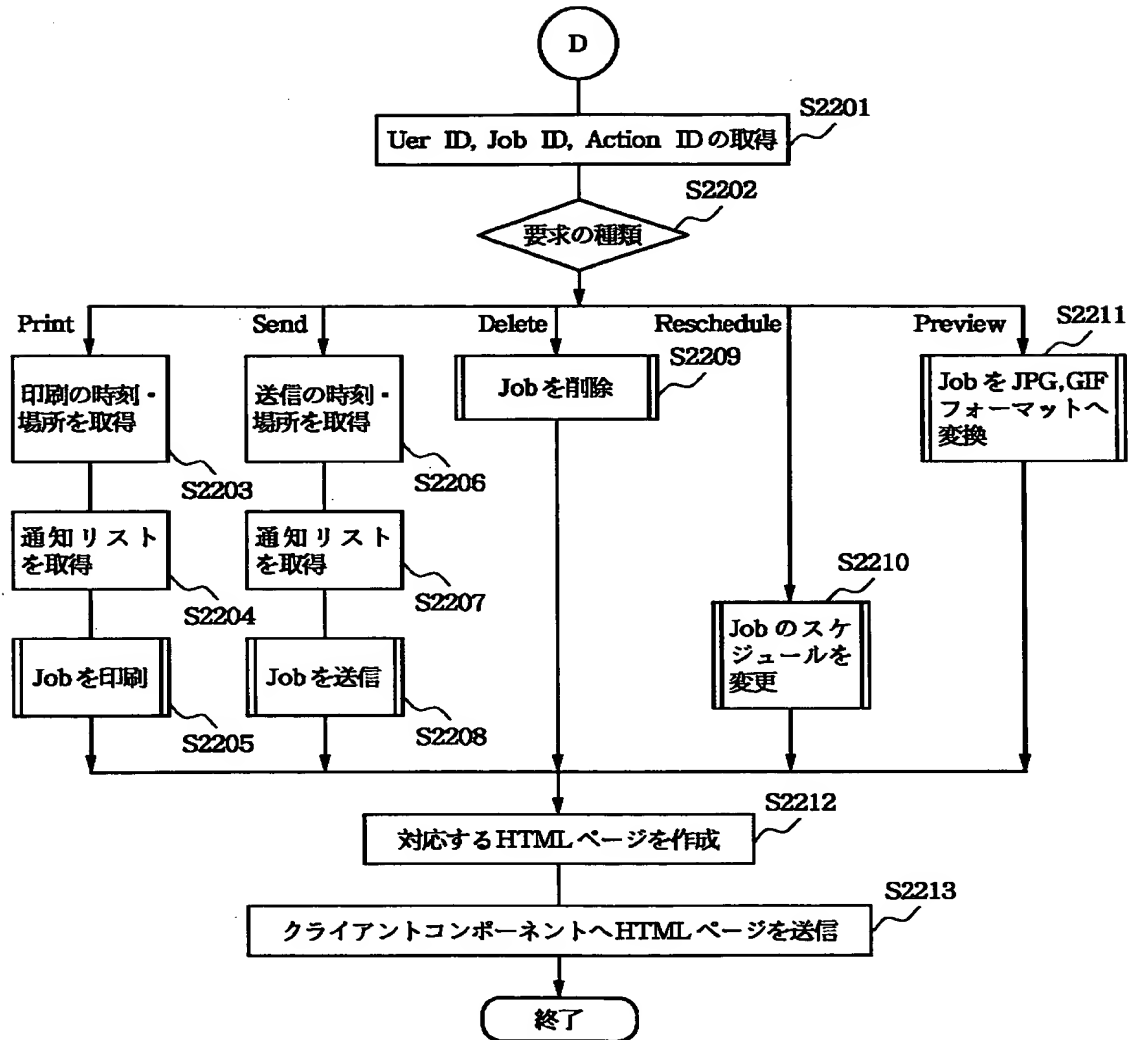 D
S2201
Uer ID, Job ID, Action IDの取得
S2202
要求の種類
Print
Send
Delete
Reschedule
Preview
S2211
印刷の時刻・
場所を取得
S2203
送信の時刻・
場所を取得
S2206
Jobを削除
S2209
JobをJPG,GIF
フォーマットへ
変換
通知リスト
を取得
S2204
通知リスト
を取得
S2207
S2210
Jobのスケ
ジュールを
変更
Jobを印刷
S2205
Jobを送信
S2208
S2212
対応するHTMLページを作成
S2213
クライアントコンポーネントへHTMLページを送信
終了